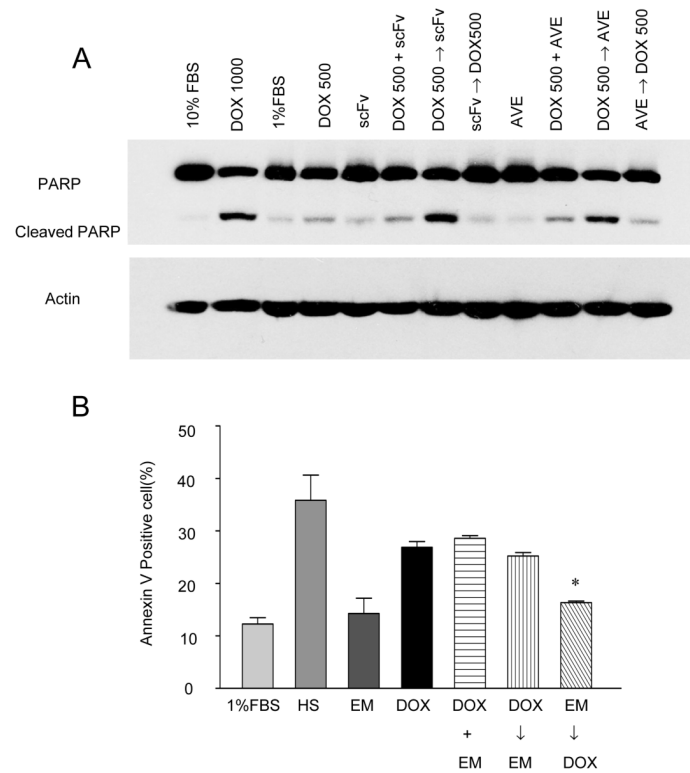 A
10% FBS
DOX 1000
1%FBS
DOX 500
scFv
DOX 500 + scFv
DOX 500 → scFv
scFv → DOX500
AVE
DOX 500 + AVE
DOX 500 → AVE
AVE → DOX 500
PARP
Cleaved PARP
Actin
B
Annexin V Positive cell(%)
50
40
30
20
10
0
*
1%FBS HS EM DOX DOX DOX EM
+ ↓ ↓
EM EM DOX